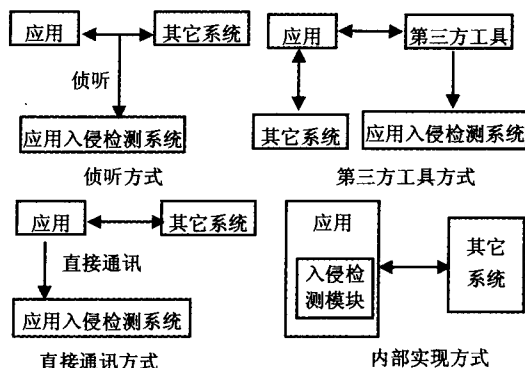 应用
其它系统
侦听
应用入侵检测系统
侦听方式
应用
第三方工具
其它系统
应用入侵检测系统
第三方工具方式
应用
其它系统
直接通讯
应用入侵检测系统
直接通讯方式
应用
入侵检
测模块
其它
系统
内部实现方式